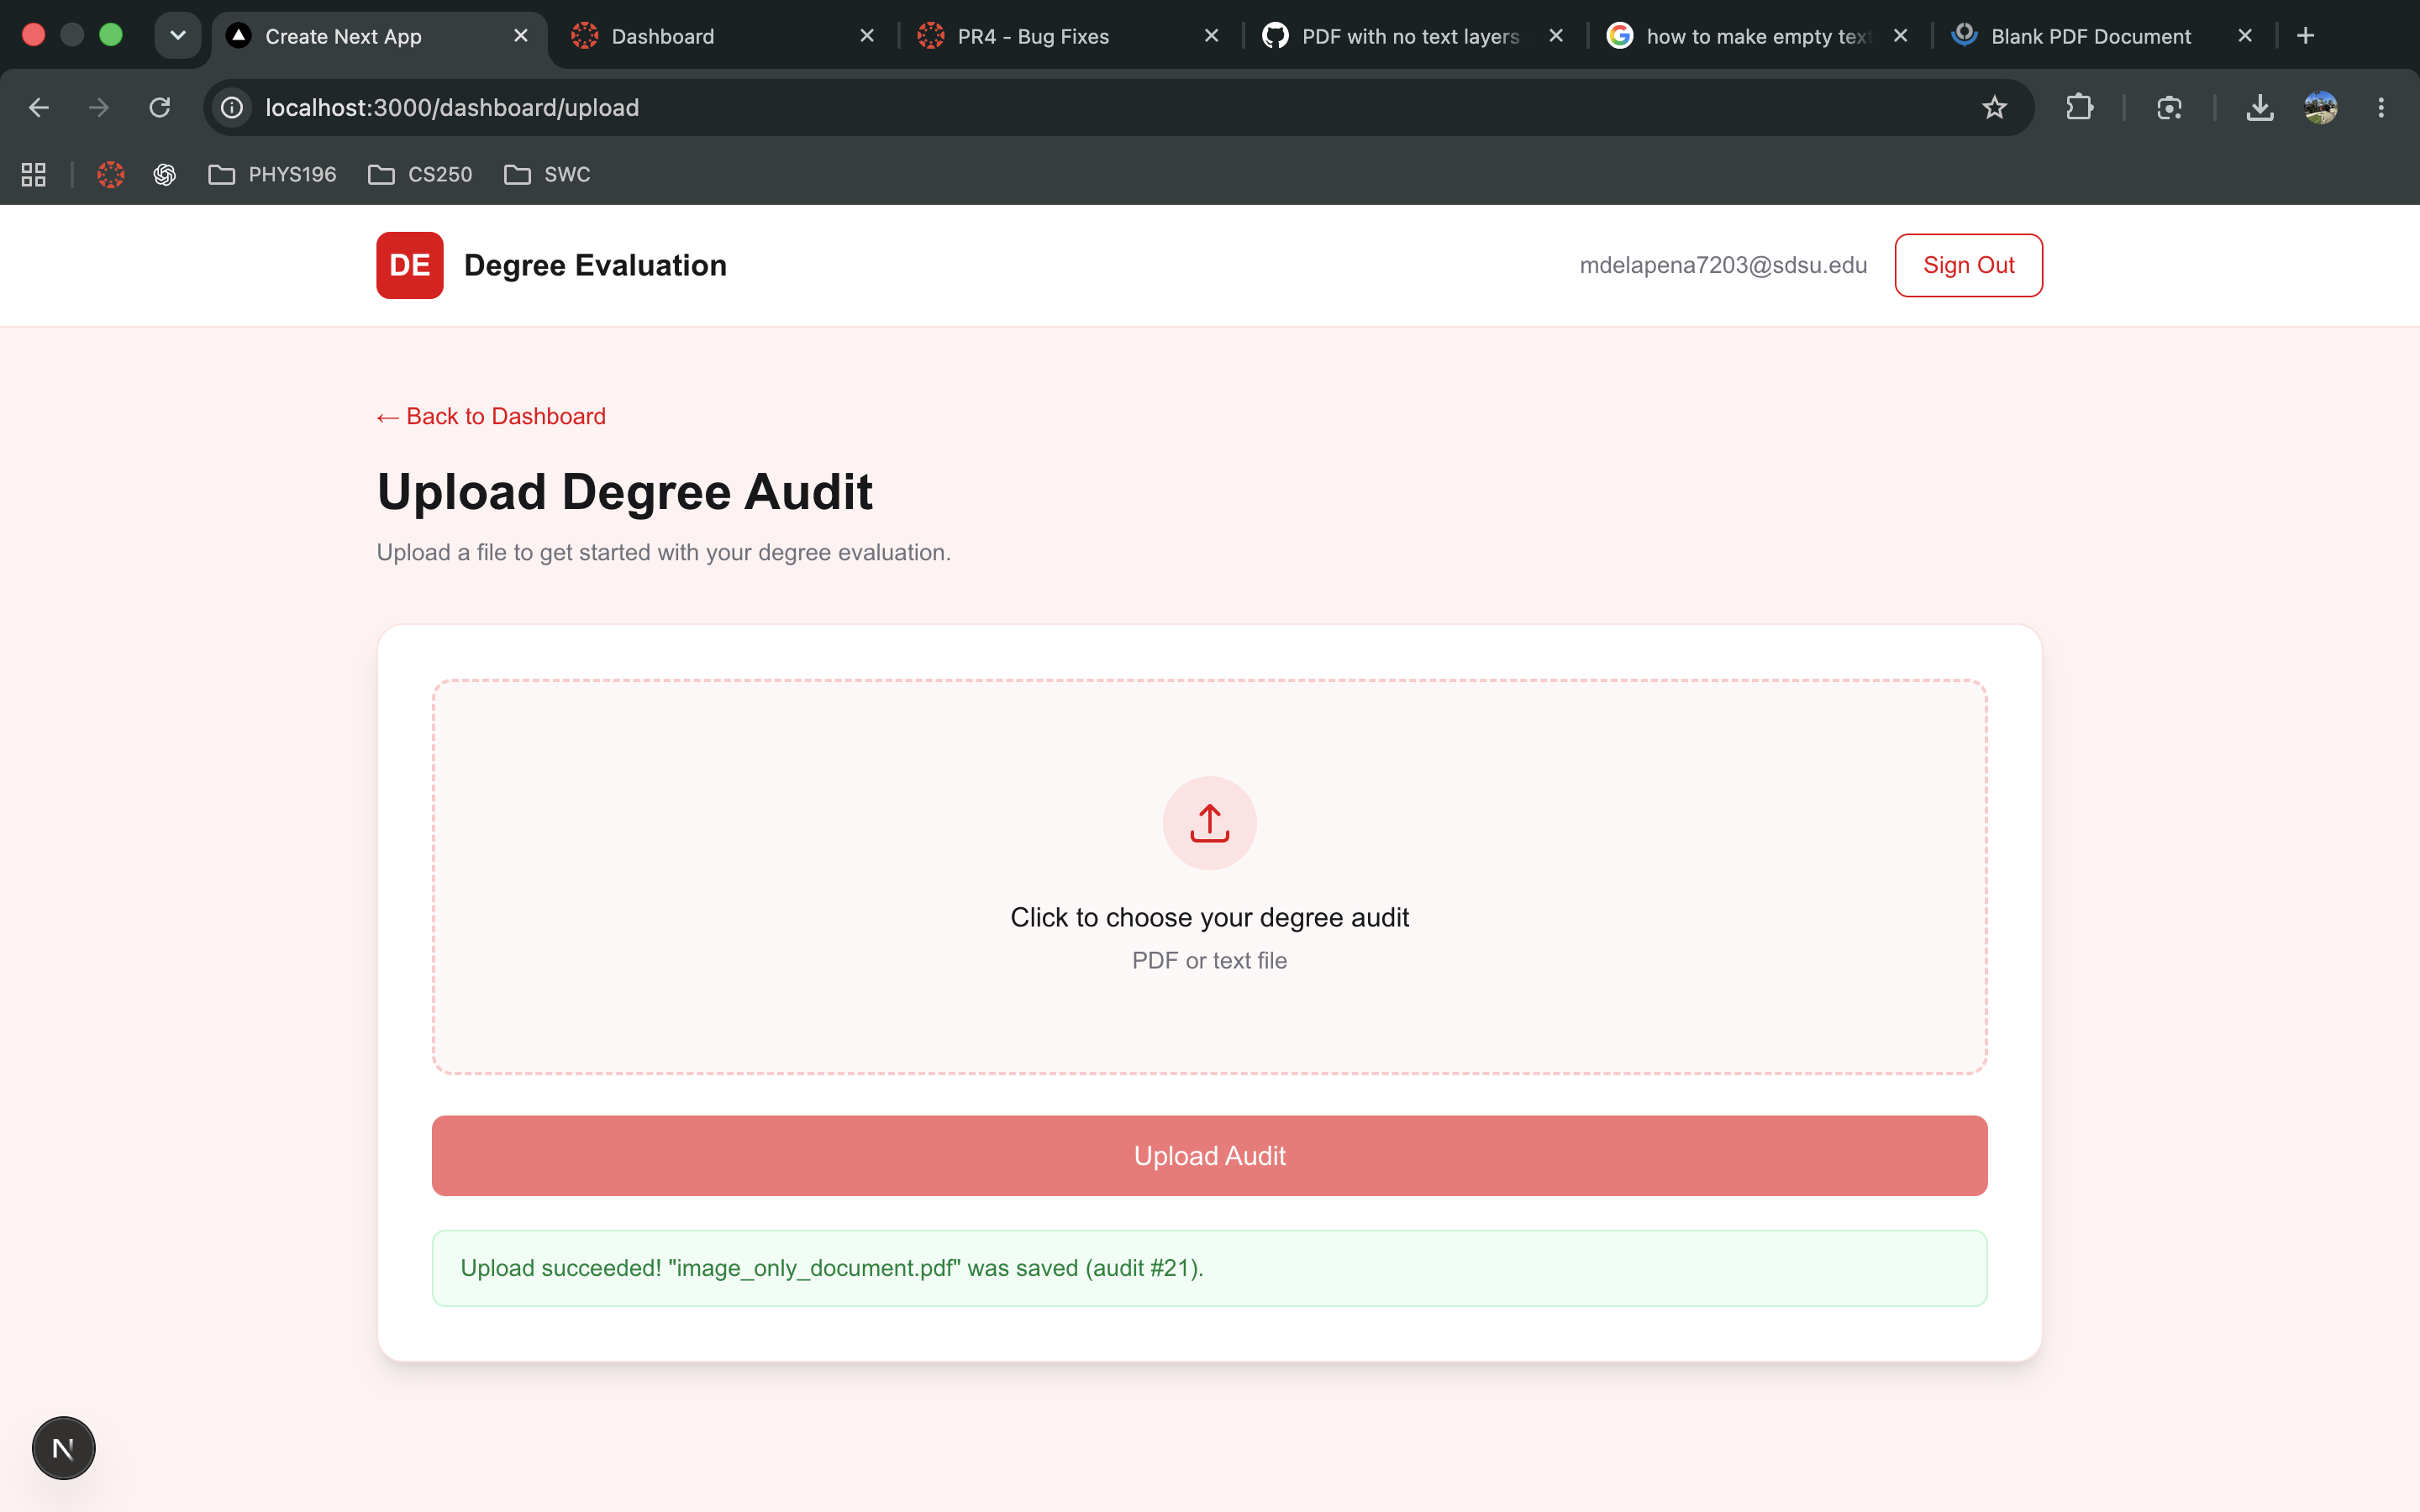 Create Next App
Dashboard
PR4 - Bug Fixes
PDF with no text layers
how to make empty text
Blank PDF Document
localhost:3000/dashboard/upload
PHYS196
CS250
SWC
DE
Degree Evaluation
mdelapena7203@sdsu.edu
Sign Out
← Back to Dashboard
Upload Degree Audit
Upload a file to get started with your degree evaluation.
Click to choose your degree audit
PDF or text file
Upload Audit
Upload succeeded! "image_only_document.pdf" was saved (audit #21).
N